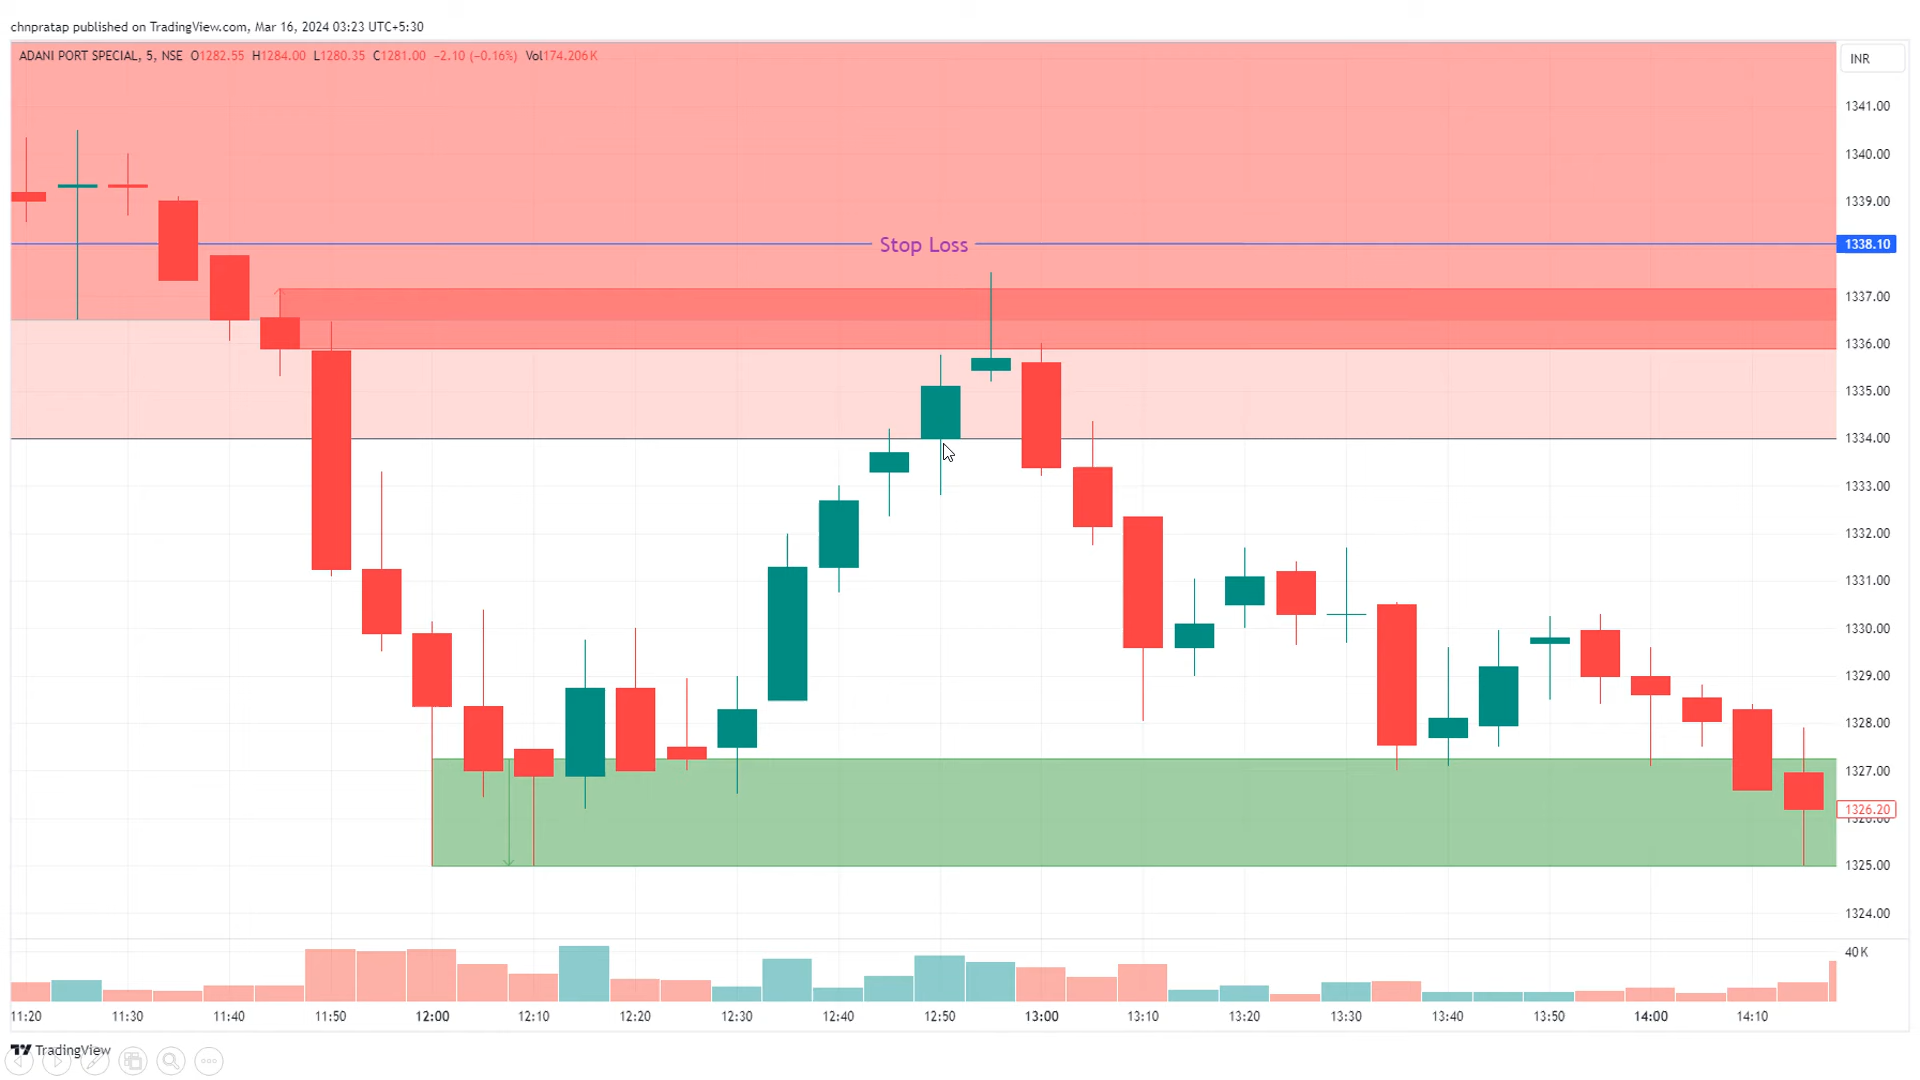 chnpratap published on TradingView.com, Mar 16, 2024 03:23 UTC+5:30
ADANI PORT SPECIAL, 5, NSE O1282.55 H1284.00 L1280.35 C1281.00 −2.10 (−0.16%) Vol174.206K
INR
1341.00
1340.00
1339.00
Stop Loss
1338.10
1337.00
1336.00
1335.00
1334.00
1333.00
1332.00
1331.00
1330.00
1329.00
1328.00
1327.00
1326.20
1325.00
1324.00
40K
11:20 11:30 11:40 11:50 12:00 12:10 12:20 12:30 12:40 12:50 13:00 13:10 13:20 13:30 13:40 13:50 14:00 14:10
TradingView